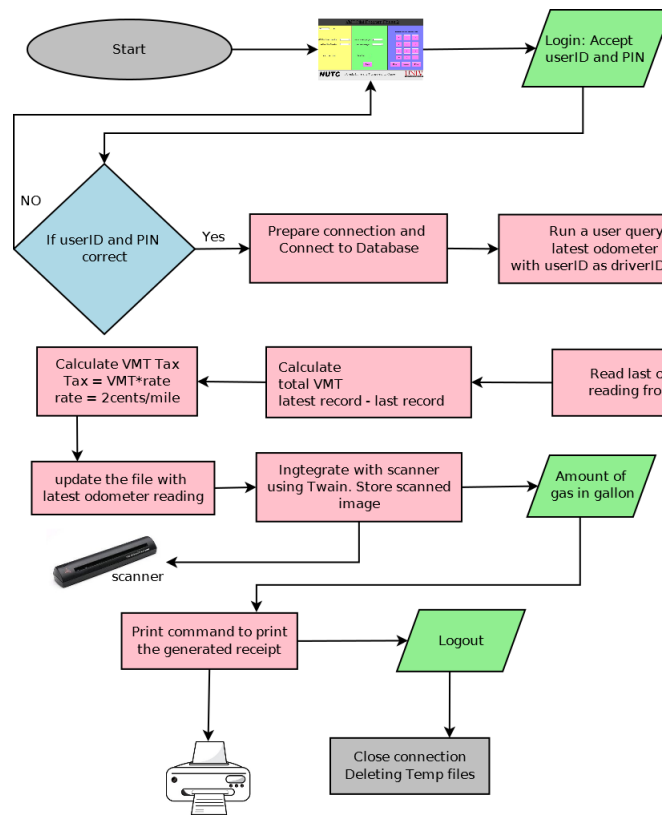 Start
NUTC
Login: Accept
userID and PIN
NO
If userID and PIN
correct
Yes
Prepare connection and
Connect to Database
Run a user query
latest odometer
with userID as driverID
Calculate VMT Tax
Tax = VMT*rate
rate = 2cents/mile
Calculate
total VMT
latest record - last record
Read last o
reading fro
update the file with
latest odometer reading
Ingtegrate with scanner
using Twain. Store scanned
image
Amount of
gas in gallon
scanner
Print command to print
the generated receipt
Logout
Close connection
Deleting Temp files